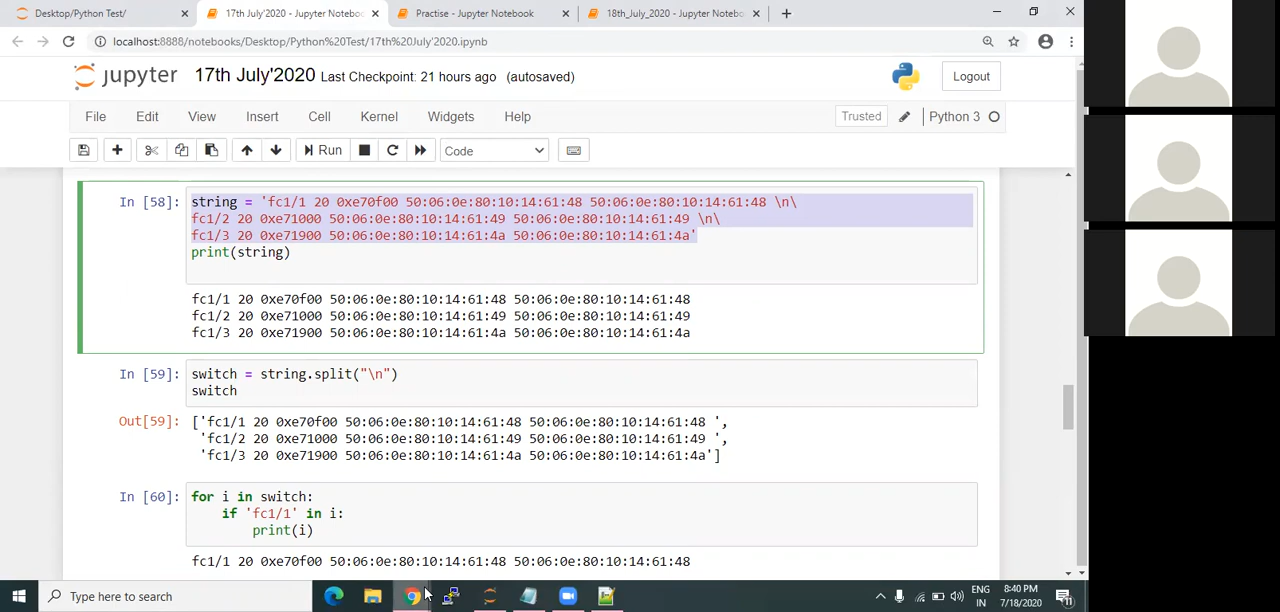 Desktop/Python Test/
17th July'2020 - Jupyter Noteboo
Practise - Jupyter Notebook
18th_July_2020 - Jupyter Noteboo
localhost:8888/notebooks/Desktop/Python%20Test/17th%20July'2020.ipynb
jupyter 17th July'2020 Last Checkpoint: 21 hours ago (autosaved)
Logout
File Edit View Insert Cell Kernel Widgets Help
Trusted
Python 3
Run
Code
In [58]: string = 'fc1/1 20 0xe70f00 50:06:0e:80:10:14:61:48 50:06:0e:80:10:14:61:48 \n\
fc1/2 20 0xe71000 50:06:0e:80:10:14:61:49 50:06:0e:80:10:14:61:49 \n\
fc1/3 20 0xe71900 50:06:0e:80:10:14:61:4a 50:06:0e:80:10:14:61:4a'
print(string)
fc1/1 20 0xe70f00 50:06:0e:80:10:14:61:48 50:06:0e:80:10:14:61:48
fc1/2 20 0xe71000 50:06:0e:80:10:14:61:49 50:06:0e:80:10:14:61:49
fc1/3 20 0xe71900 50:06:0e:80:10:14:61:4a 50:06:0e:80:10:14:61:4a
In [59]: switch = string.split("\n")
switch
Out[59]: ['fc1/1 20 0xe70f00 50:06:0e:80:10:14:61:48 50:06:0e:80:10:14:61:48 ',
'fc1/2 20 0xe71000 50:06:0e:80:10:14:61:49 50:06:0e:80:10:14:61:49 ',
'fc1/3 20 0xe71900 50:06:0e:80:10:14:61:4a 50:06:0e:80:10:14:61:4a']
In [60]: for i in switch:
if 'fc1/1' in i:
print(i)
fc1/1 20 0xe70f00 50:06:0e:80:10:14:61:48 50:06:0e:80:10:14:61:48
Type here to search
ENG
IN
8:40 PM
7/18/2020
11